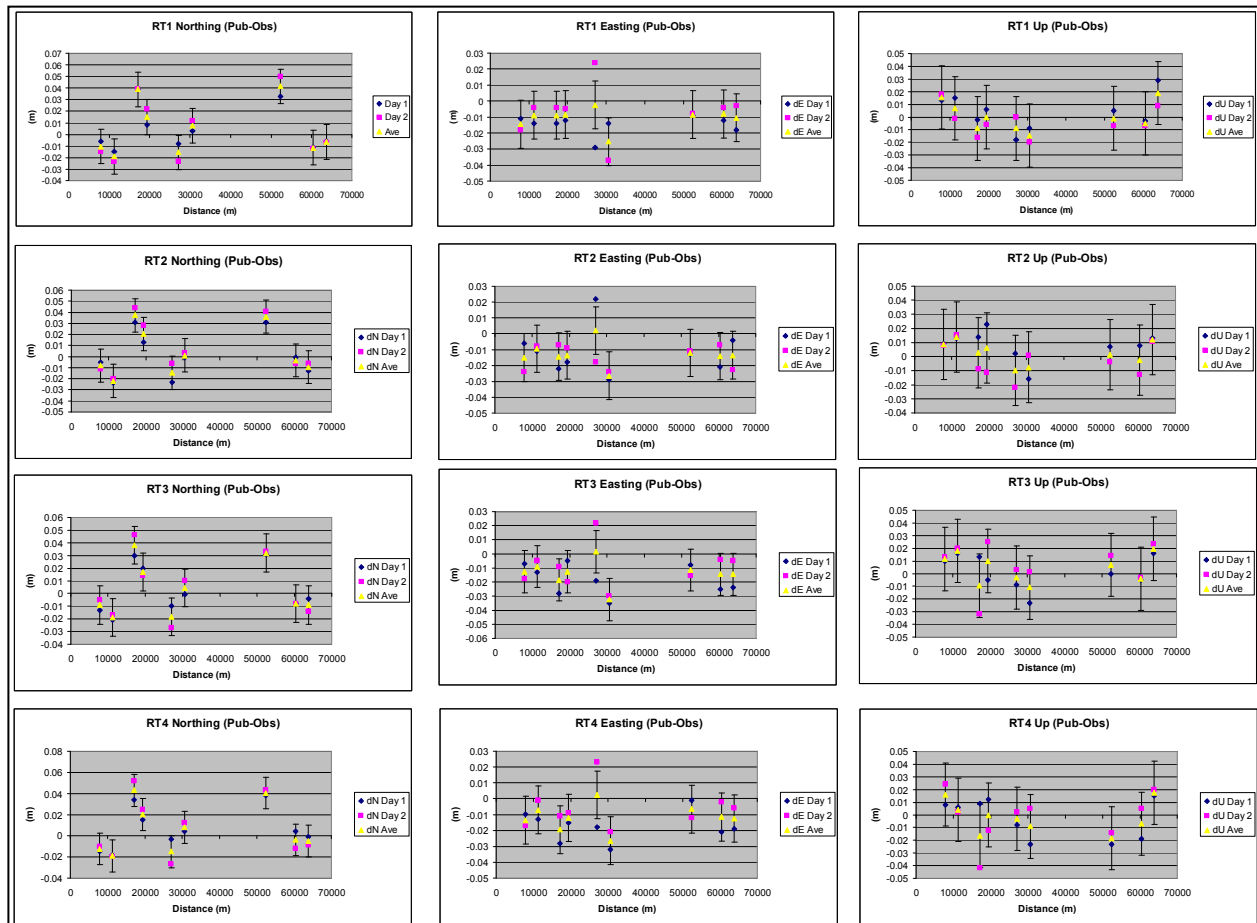 RT1 Northing (Pub-Obs)
0.07
0.06
0.05
0.04
0.03
0.02
0.01
0
-0.01
-0.02
-0.03
-0.04
(m)
0 10000 20000 30000 40000 50000 60000 70000
Distance (m)
Day 1
Day 2
Ave
RT1 Easting (Pub-Obs)
0.03
0.02
0.01
0
-0.01
-0.02
-0.03
-0.04
-0.05
(m)
0 10000 20000 30000 40000 50000 60000 70000
Distance (m)
dE Day 1
dE Day 2
dE Ave
RT1 Up (Pub-Obs)
0.05
0.04
0.03
0.02
0.01
0
-0.01
-0.02
-0.03
-0.04
-0.05
(m)
0 10000 20000 30000 40000 50000 60000 70000
Distance (m)
dU Day 1
dU Day 2
dU Ave
RT2 Northing (Pub-Obs)
0.06
0.05
0.04
0.03
0.02
0.01
0
-0.01
-0.02
-0.03
-0.04
-0.05
(m)
0 10000 20000 30000 40000 50000 60000 70000
Distance (m)
dN Day 1
dN Day 2
dN Ave
RT2 Easting (Pub-Obs)
0.03
0.02
0.01
0
-0.01
-0.02
-0.03
-0.04
-0.05
(m)
0 10000 20000 30000 40000 50000 60000 70000
Distance (m)
dE Day 1
dE Day 2
dE Ave
RT2 Up (Pub-Obs)
0.05
0.04
0.03
0.02
0.01
0
-0.01
-0.02
-0.03
-0.04
(m)
0 10000 20000 30000 40000 50000 60000 70000
Distance (m)
dU Day 1
dU Day 2
dU Ave
RT3 Northing (Pub-Obs)
0.06
0.05
0.04
0.03
0.02
0.01
0
-0.01
-0.02
-0.03
-0.04
(m)
0 10000 20000 30000 40000 50000 60000 70000
Distance (m)
dN Day 1
dN Day 2
dN Ave
RT3 Easting (Pub-Obs)
0.03
0.02
0.01
0
-0.01
-0.02
-0.03
-0.04
-0.05
-0.06
(m)
0 10000 20000 30000 40000 50000 60000 70000
Distance (m)
dE Day 1
dE Day 2
dE Ave
RT3 Up (Pub-Obs)
0.05
0.04
0.03
0.02
0.01
0
-0.01
-0.02
-0.03
-0.04
-0.05
(m)
0 10000 20000 30000 40000 50000 60000 70000
Distance (m)
dU Day 1
dU Day 2
dU Ave
RT4 Northing (Pub-Obs)
0.08
0.06
0.04
0.02
0
-0.02
-0.04
(m)
0 10000 20000 30000 40000 50000 60000 70000
Distance (m)
dN Day 1
dN Day 2
dN Ave
RT4 Easting (Pub-Obs)
0.03
0.02
0.01
0
-0.01
-0.02
-0.03
-0.04
-0.05
(m)
0 10000 20000 30000 40000 50000 60000 70000
Distance (m)
dE Day 1
dE Day 2
dE Ave
RT4 Up (Pub-Obs)
0.05
0.04
0.03
0.02
0.01
0
-0.01
-0.02
-0.03
-0.04
-0.05
(m)
0 10000 20000 30000 40000 50000 60000 70000
Distance (m)
dU Day 1
dU Day 2
dU Ave